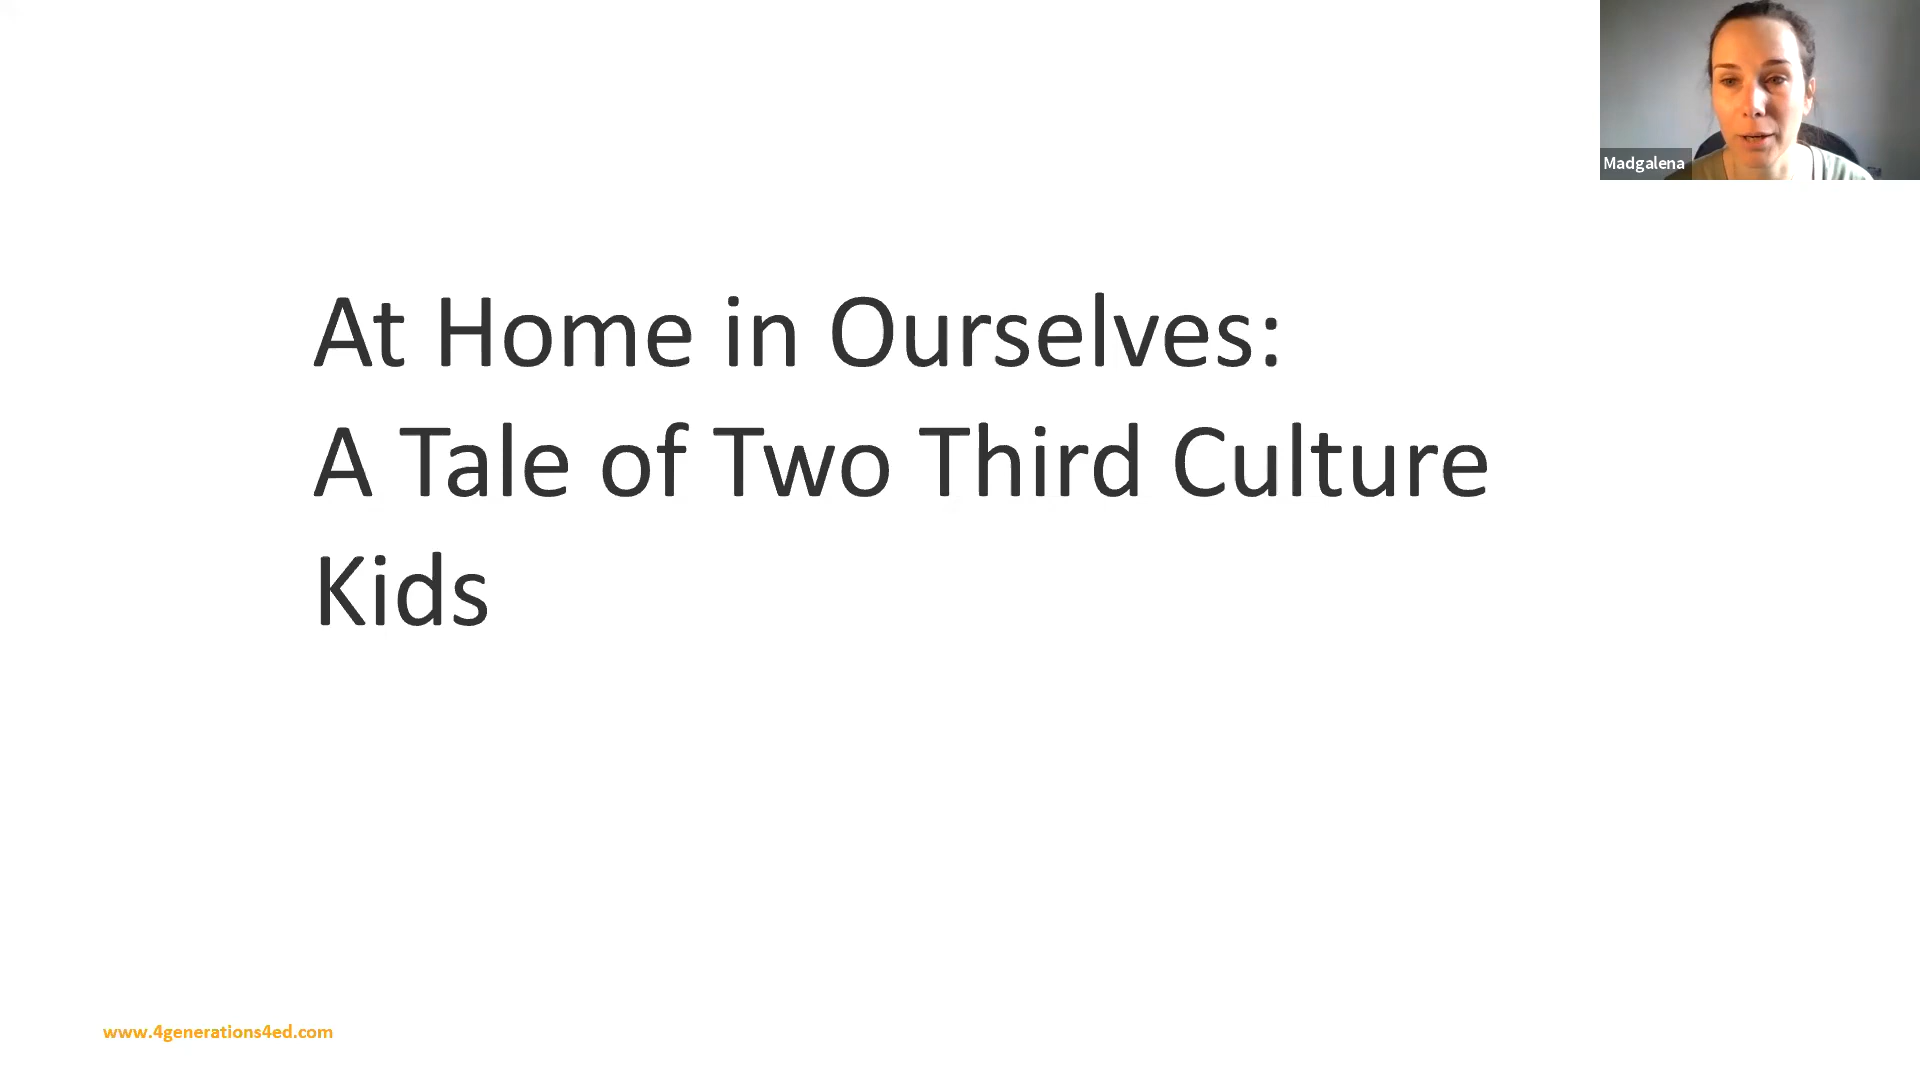 Madgalena
At Home in Ourselves:
A Tale of Two Third Culture
Kids
www.4generations4ed.com